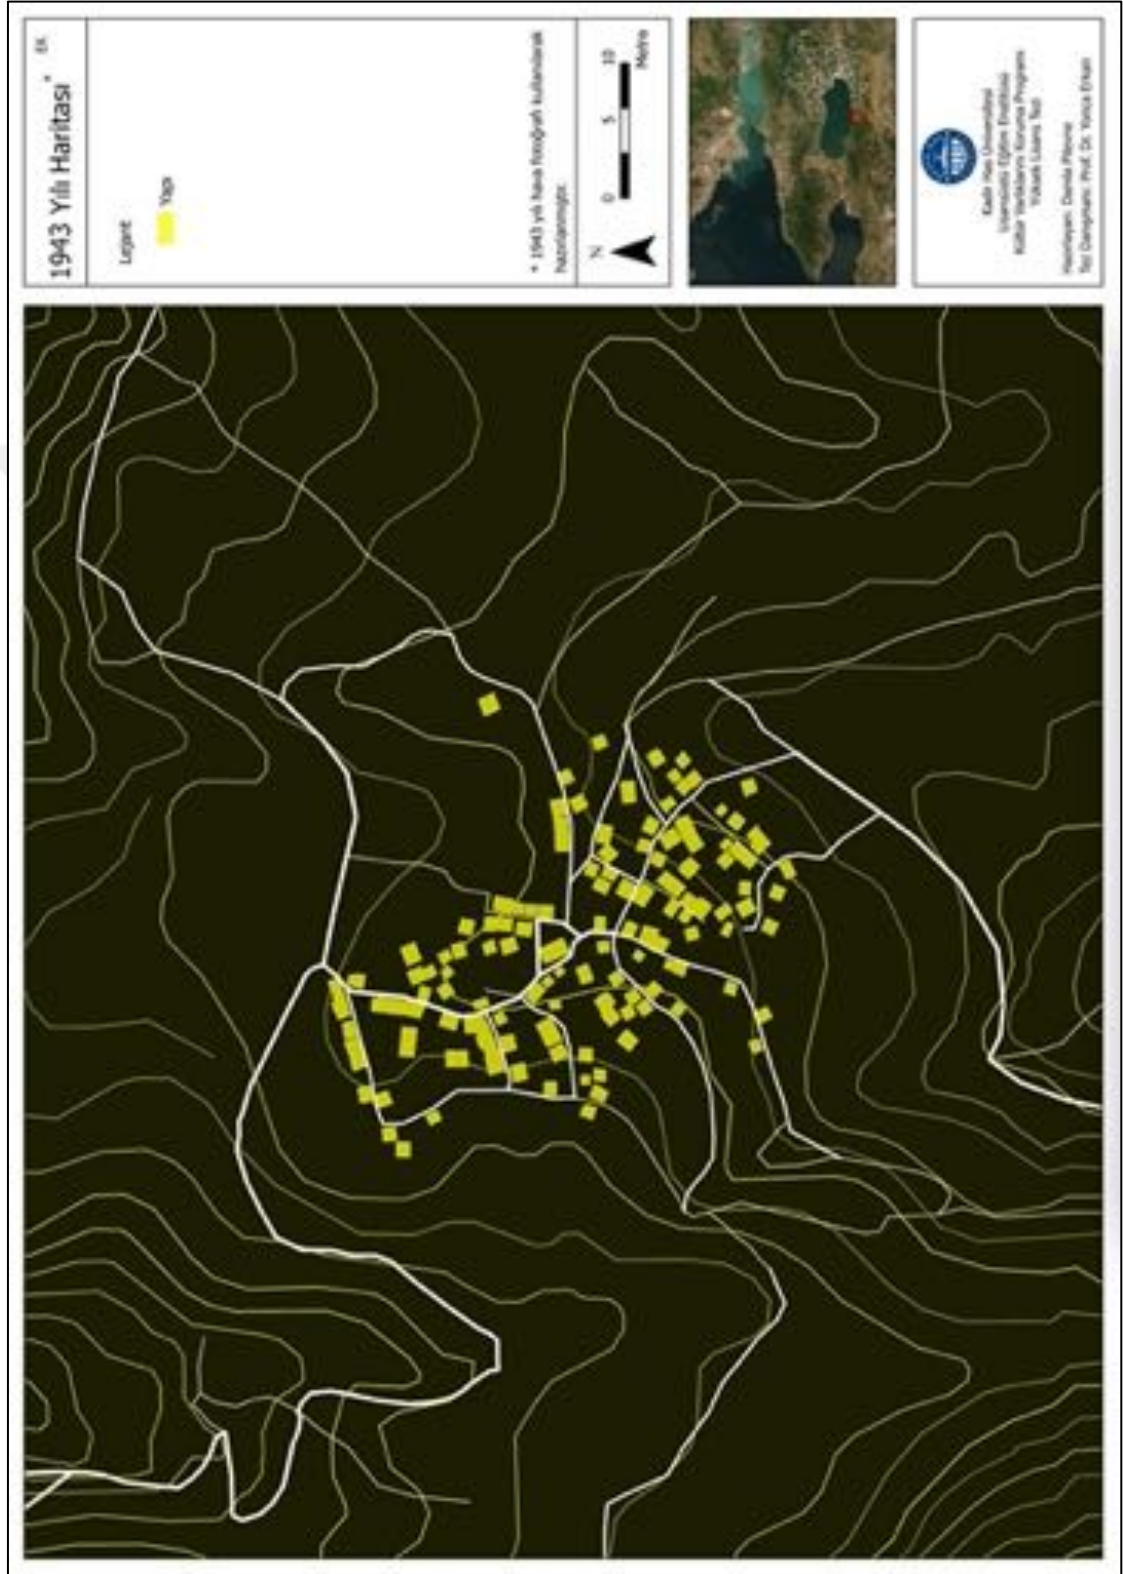 1943 Yılı Haritası*
EK
Lejant
Yapı
* 1943 yılı hava fotoğrafı kullanılarak
hazırlanmıştır.
N
0 5 10
Metre
Kadir Has Üniversitesi
Lisansüstü Eğitim Enstitüsü
Kültür Varlıklarını Koruma Programı
Yüksek Lisans Tezi
Hazırlayan: Damla
Tez Danışmanı: Prof. Dr. Yonca Erkan